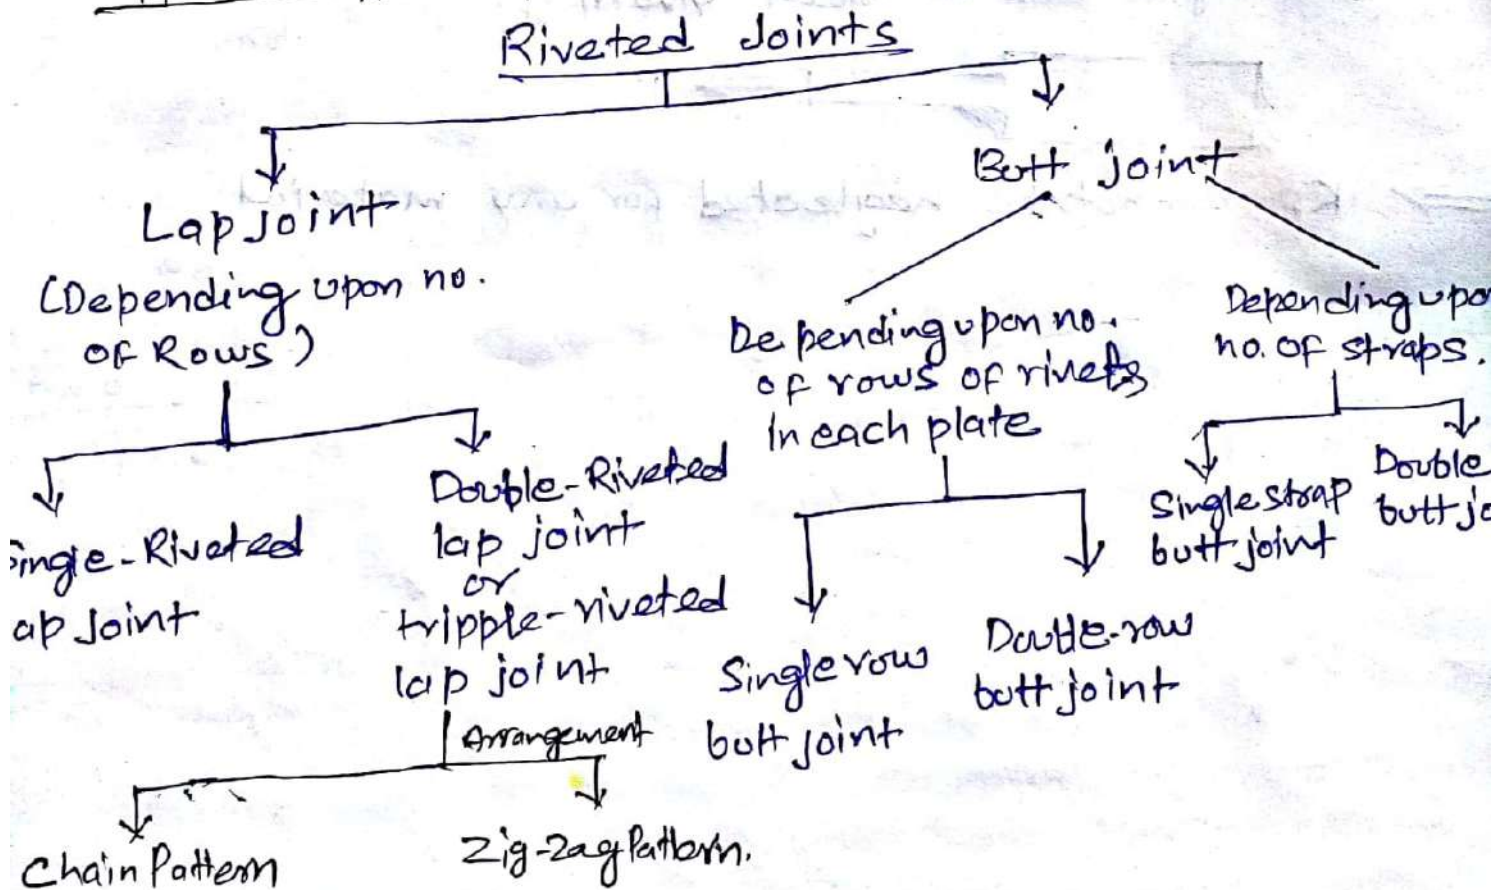 Riveted Joints
Lap joint
(Depending upon no.
of Rows)
Single-Riveted
ap Joint
Double-Riveted
lap joint
or
tripple-riveted
lap joint
Arrangement
Chain Pattern
Zig-zag Pattern.
Butt joint
Depending upon no.
of rows of rivets
in each plate
Single row
butt joint
Double-row
butt joint
Depending upo
no. of straps.
Single strap
butt joint
Double
butt jo